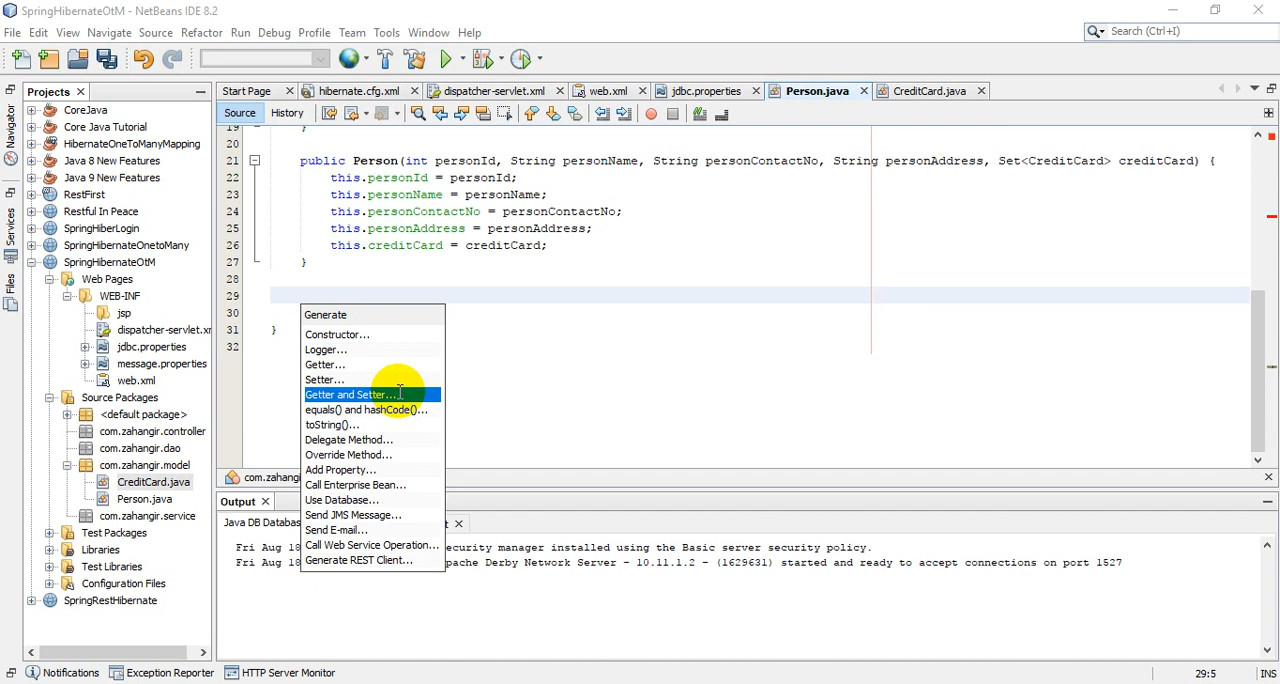 SpringHibernateOtM - NetBeans IDE 8.2
File Edit View Navigate Source Refactor Run Debug Profile Team Tools Window Help
Search (Ctrl+I)
Projects
Start Page hibernate.cfg.xml dispatcher-servlet.xml web.xml jdbc.properties Person.java CreditCard.java
Source History
Navigator
Services
Files
CoreJava
Core Java Tutorial
HibernateOneToManyMapping
Java 8 New Features
Java 9 New Features
RestFirst
Restful In Peace
SpringHiberLogin
SpringHibernateOnetoMany
SpringHibernateOtM
Web Pages
WEB-INF
jsp
dispatcher-servlet.xr
jdbc.properties
message.properties
web.xml
Source Packages
<default package>
com.zahangir.controller
com.zahangir.dao
com.zahangir.model
CreditCard.java
Person.java
com.zahangir.service
Test Packages
Libraries
Test Libraries
Configuration Files
SpringRestHibernate
19 }
20
21 public Person(int personId, String personName, String personContactNo, String personAddress, Set<CreditCard> creditCard) {
22 this.personId = personId;
23 this.personName = personName;
24 this.personContactNo = personContactNo;
25 this.personAddress = personAddress;
26 this.creditCard = creditCard;
27 }
28
29
30
31 }
32
Generate
Constructor...
Logger...
Getter...
Setter...
Getter and Setter...
equals() and hashCode()...
toString()...
Delegate Method...
Override Method...
Add Property...
Call Enterprise Bean...
Use Database...
Send JMS Message...
Send E-mail...
Call Web Service Operation...
Generate REST Client...
com.zahangi
Output
Java DB Databas
Fri Aug 18 ecurity manager installed using the Basic server security policy.
Fri Aug 18 pache Derby Network Server - 10.11.1.2 - (1629631) started and ready to accept connections on port 1527
Notifications Exception Reporter HTTP Server Monitor
29:5 INS